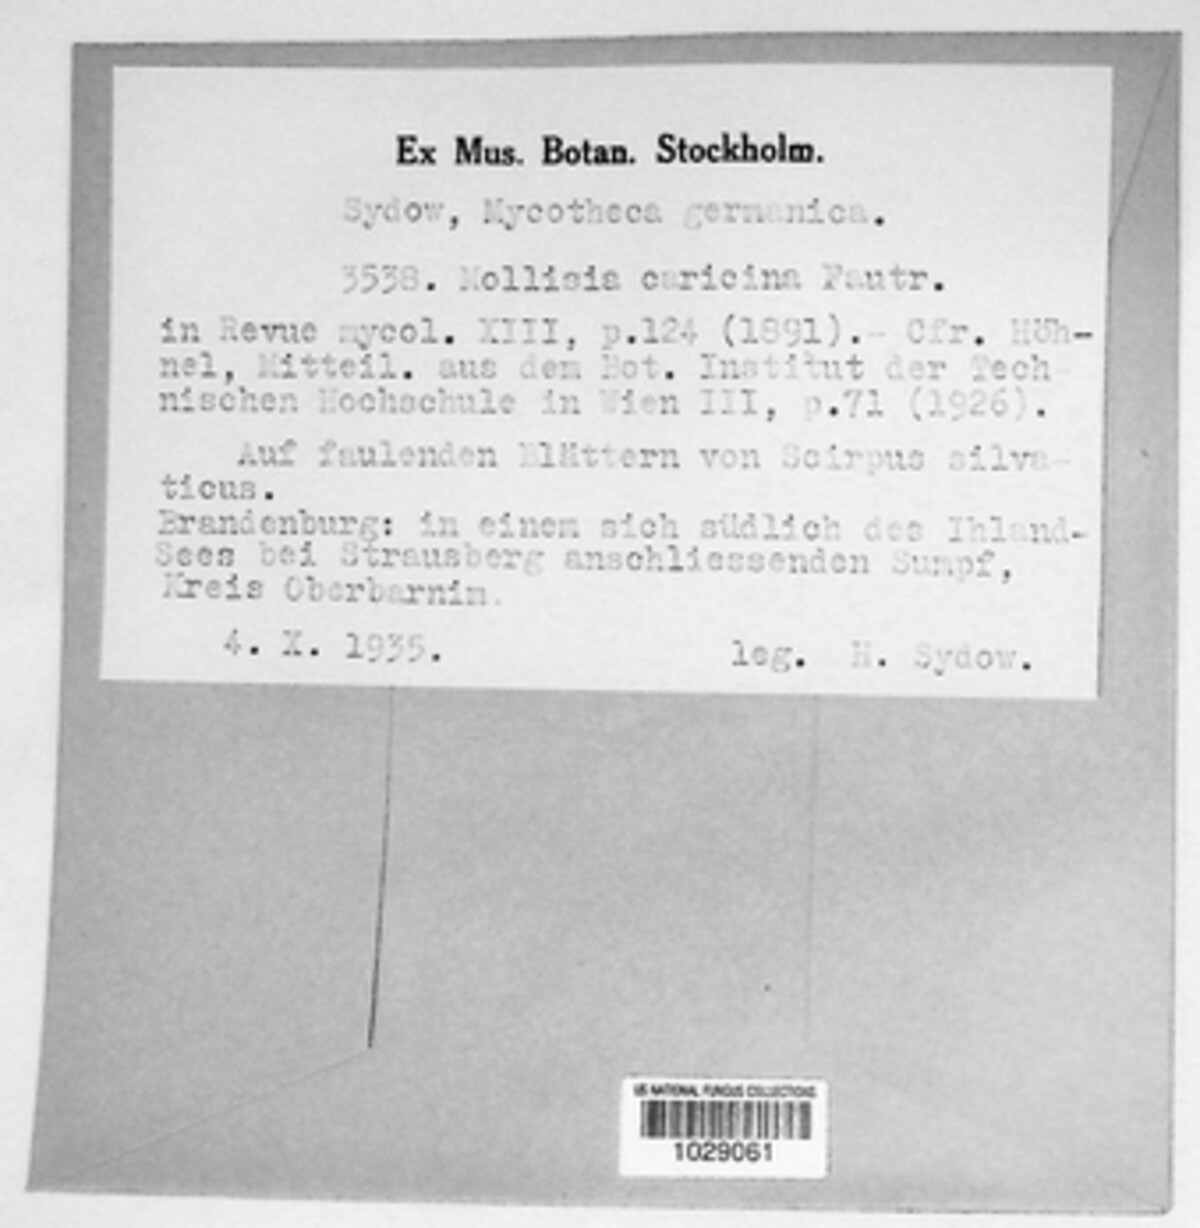 Ex Mus. Botan. Stockholm.
Sydow, Mycotheca germanica.
3538. Mollisia caricina Fautr.
in Revue mycol. XIII, p.124 (1891).- Cfr. Höh-
nel, Mitteil. aus dem Bot. Institut der Tech-
nischen Hochschule in Wien III, p.71 (1926).
Auf faulenden Blättern von Scirpus silva-
ticus.
Brandenburg: in einem sich südlich des Ihland-
Sees bei Strausberg anschliessenden Sumpf,
Kreis Oberbarnim.
4. X. 1935. leg. H. Sydow.
US NATIONAL FUNGUS COLLECTIONS
1029061